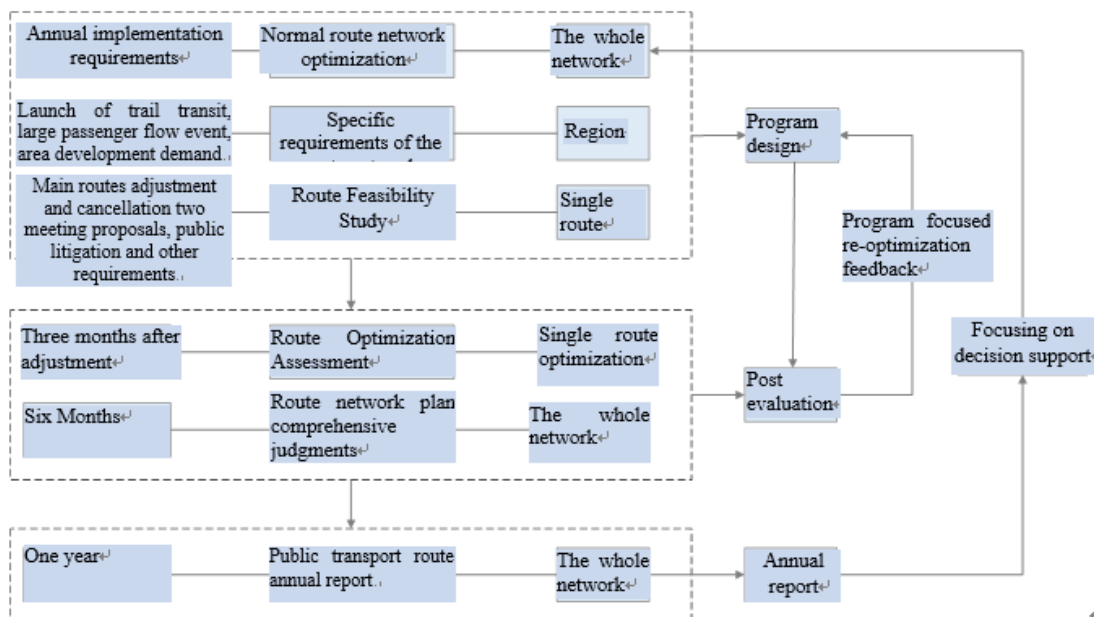 Annual implementation
requirements
Normal route network
optimization
The whole
network
Launch of trail transit,
large passenger flow event,
area development demand.
Specific
requirements of the
Region
Program
design
Main routes adjustment
and cancellation two
meeting proposals, public
litigation and other
requirements.
Route Feasibility
Study
Single
route
Program focused
re-optimization
feedback
Three months after
adjustment
Route Optimization
Assessment
Single route
optimization
Focusing on
decision support
Six Months
Route network plan
comprehensive
judgments
The whole
network
Post
evaluation
One year
Public transport route
annual report.
The whole
network
Annual
report